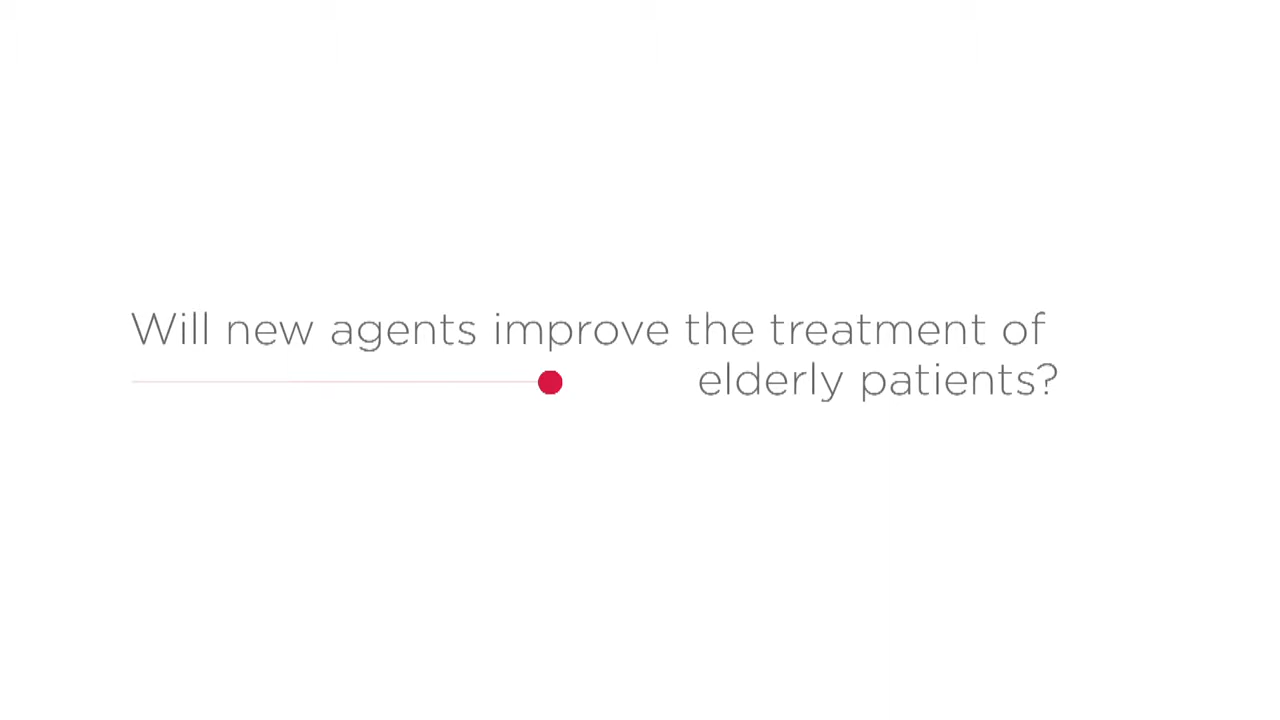 Will new agents improve the treatment of
elderly patients?